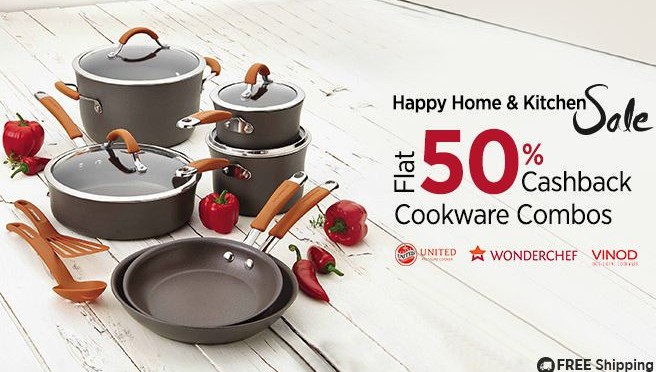 Happy Home & Kitchen Sale
Flat 50% Cashback
Cookware Combos
UNITED
WONDERCHEF
VINOD
FREE Shipping